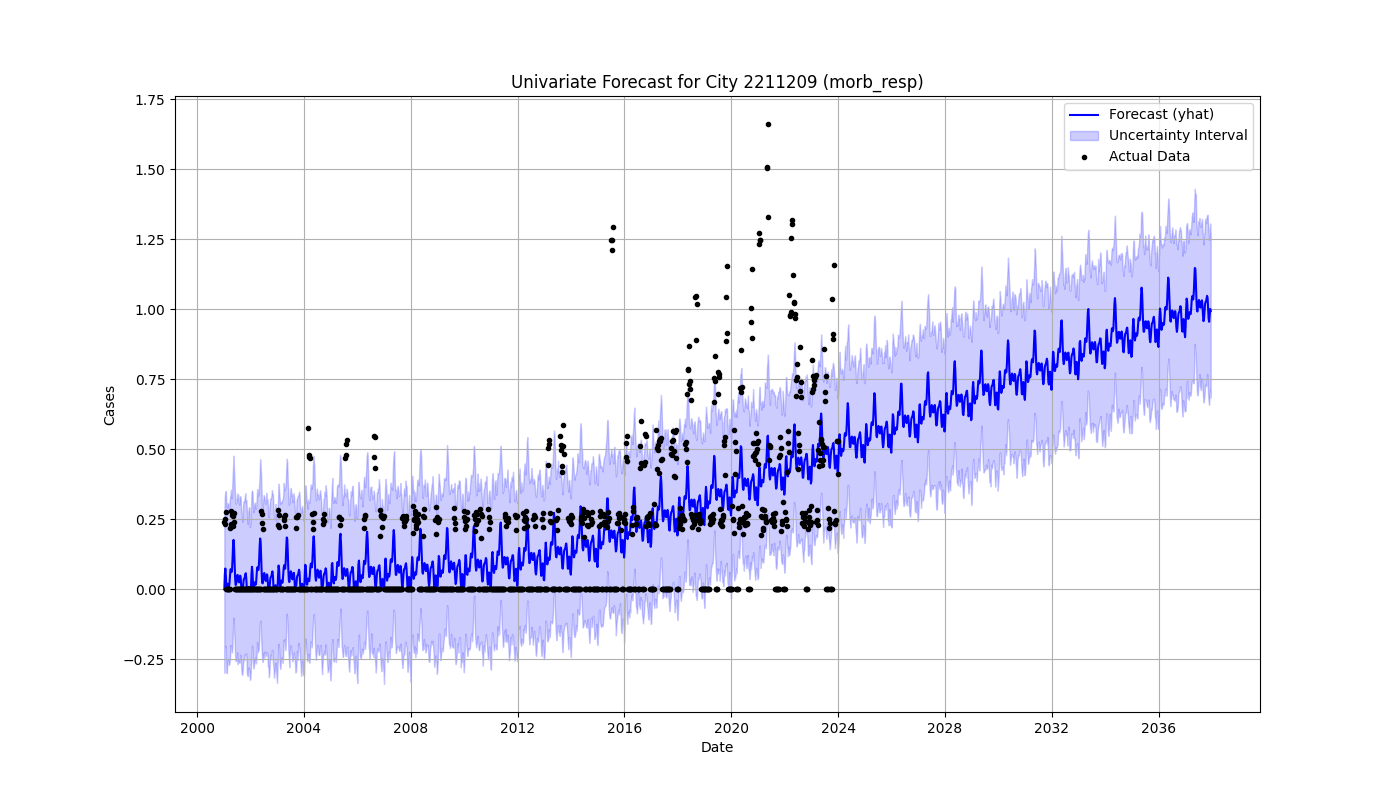 Univariate Forecast for City 2211209 (morb_resp)
Forecast (yhat)
Uncertainty Interval
Actual Data
Cases
1.75
1.50
1.25
1.00
0.75
0.50
0.25
0.00
−0.25
2000 2004 2008 2012 2016 2020 2024 2028 2032 2036
Date